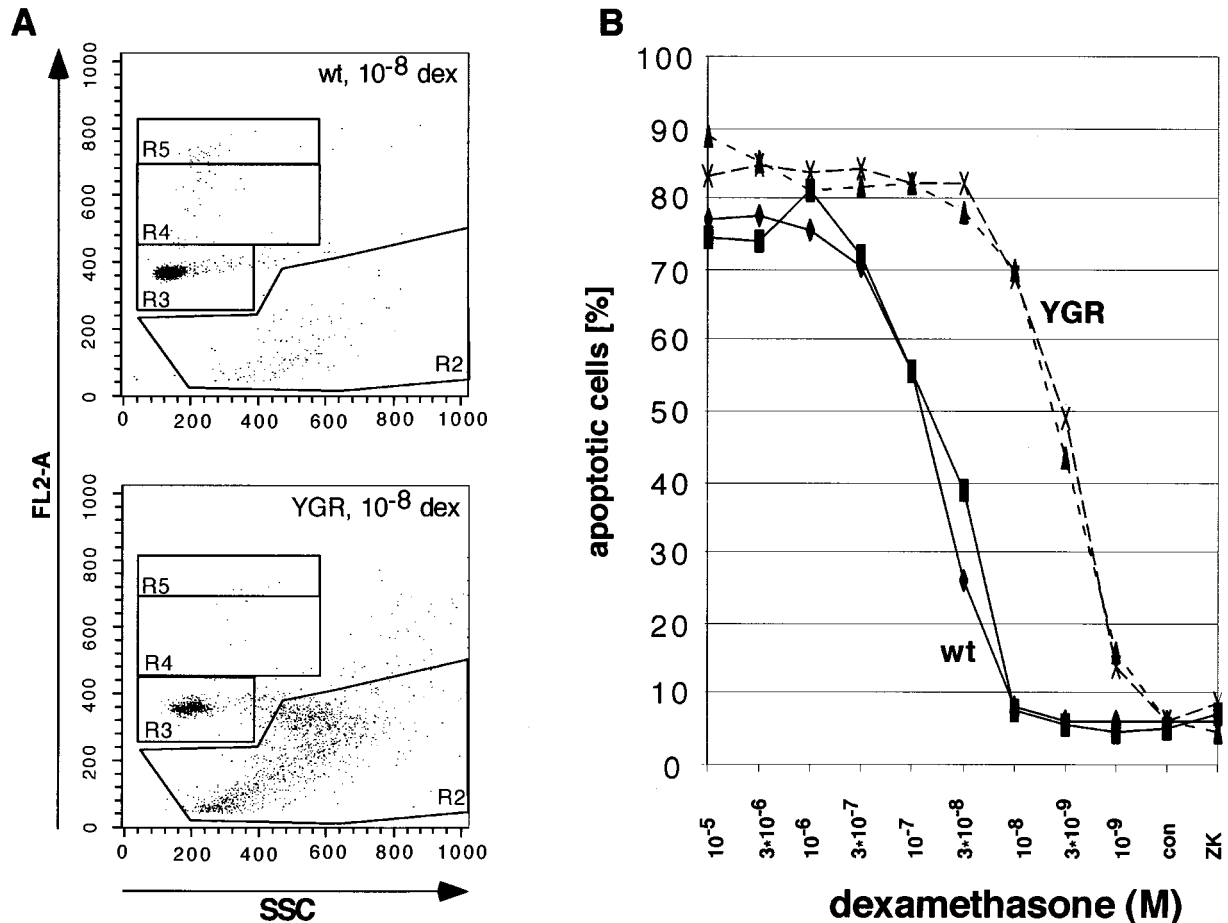 A
wt, 10-8 dex
1000
800
600
400
200
0
R5
R4
R3
R2
0 200 400 600 800 1000
FL2-A
YGR, 10-8 dex
1000
800
600
400
200
0
R5
R4
R3
R2
0 200 400 600 800 1000
SSC
B
100
90
80
70
60
50
40
30
20
10
0
apoptotic cells [%]
YGR
wt
10-5
3*10-6
10-6
3*10-7
10-7
3*10-8
10-8
3*10-9
10-9
con
ZK
dexamethasone (M)